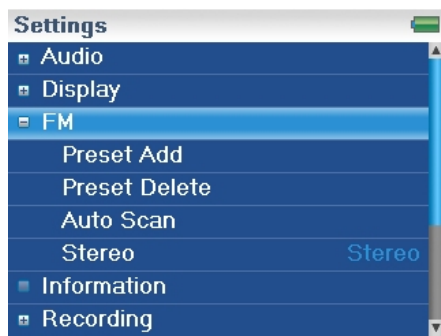 Settings
Audio
Display
FM
Preset Add
Preset Delete
Auto Scan
Stereo Stereo
Information
Recording